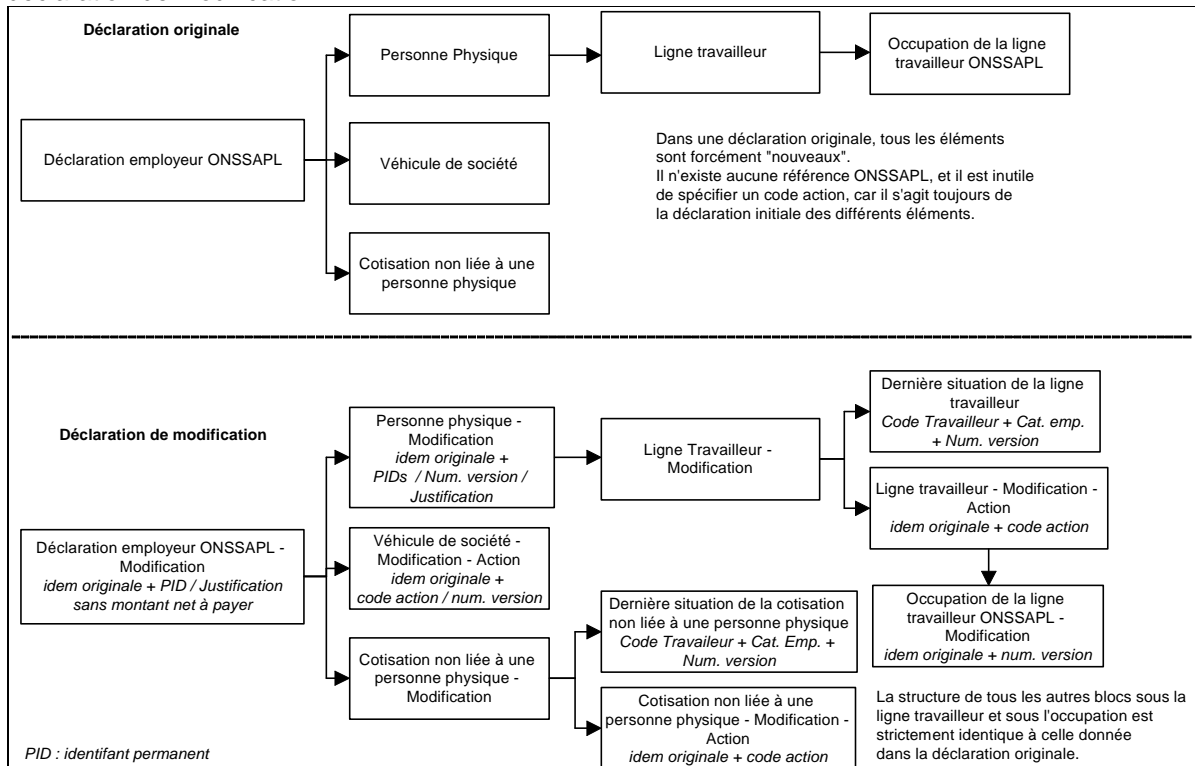 Déclaration originale
Personne Physique
Ligne travailleur
Occupation de la ligne
travailleur ONSSAPL
Déclaration employeur ONSSAPL
Véhicule de société
Cotisation non liée à une
personne physique
Dans une déclaration originale, tous les éléments
sont forcément "nouveaux".
Il n'existe aucune référence ONSSAPL, et il est inutile
de spécifier un code action, car il s'agit toujours de
la déclaration initiale des différents éléments.
Déclaration de modification
Déclaration employeur ONSSAPL -
Modification
idem originale + PID / Justification
sans montant net à payer
Personne physique -
Modification
idem originale +
PIDs / Num. version /
Justification
Ligne Travailleur -
Modification
Dernière situation de la ligne
travailleur
Code Travailleur + Cat. emp.
+ Num. version
Ligne travailleur - Modification -
Action
idem originale + code action
Occupation de la ligne
travailleur ONSSAPL -
Modification
idem originale + num. version
Véhicule de société -
Modification - Action
idem originale +
code action / num. version
Cotisation non liée à une
personne physique -
Modification
Dernière situation de la cotisation
non liée à une personne physique
Code Travaileur + Cat. Emp. +
Num. version
Cotisation non liée à une
personne physique - Modification -
Action
idem originale + code action
La structure de tous les autres blocs sous la
ligne travailleur et sous l'occupation est
strictement identique à celle donnée
dans la déclaration originale.
PID : identifant permanent